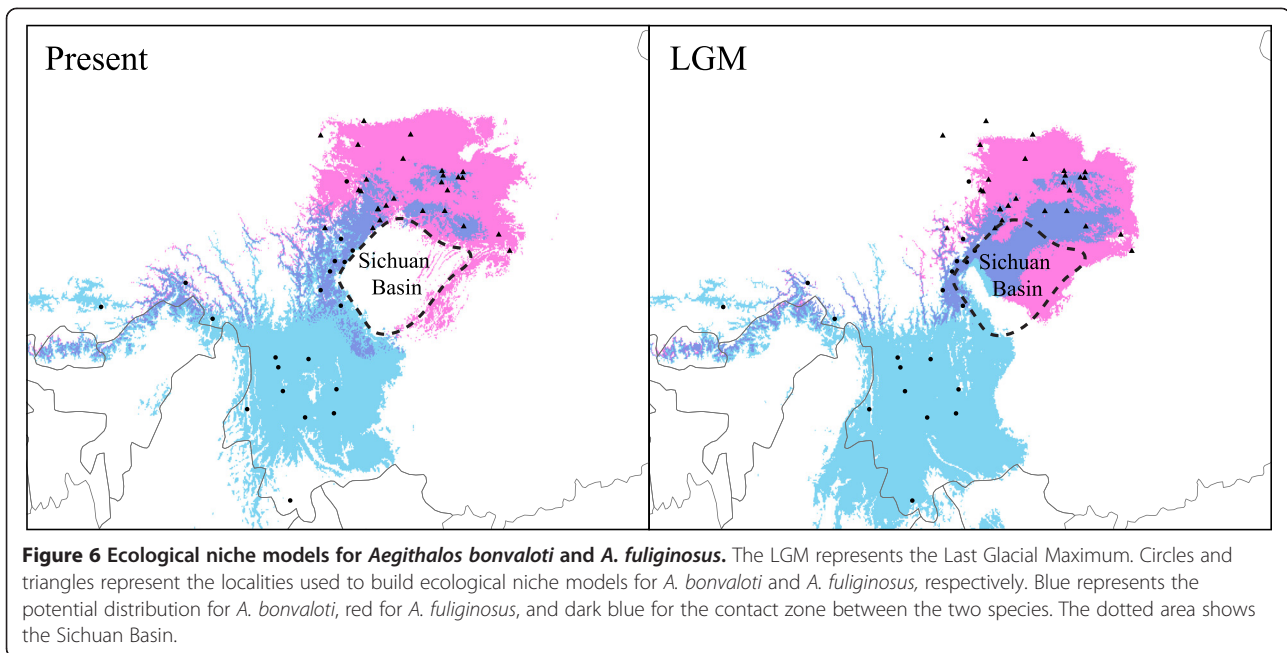 Present
LGM
Sichuan
Basin
Sichuan
Basin
Figure 6 Ecological niche models for Aegithalos bonvaloti and A. fuliginosus. The LGM represents the Last Glacial Maximum. Circles and
triangles represent the localities used to build ecological niche models for A. bonvaloti and A. fuliginosus, respectively. Blue represents the
potential distribution for A. bonvaloti, red for A. fuliginosus, and dark blue for the contact zone between the two species. The dotted area shows
the Sichuan Basin.